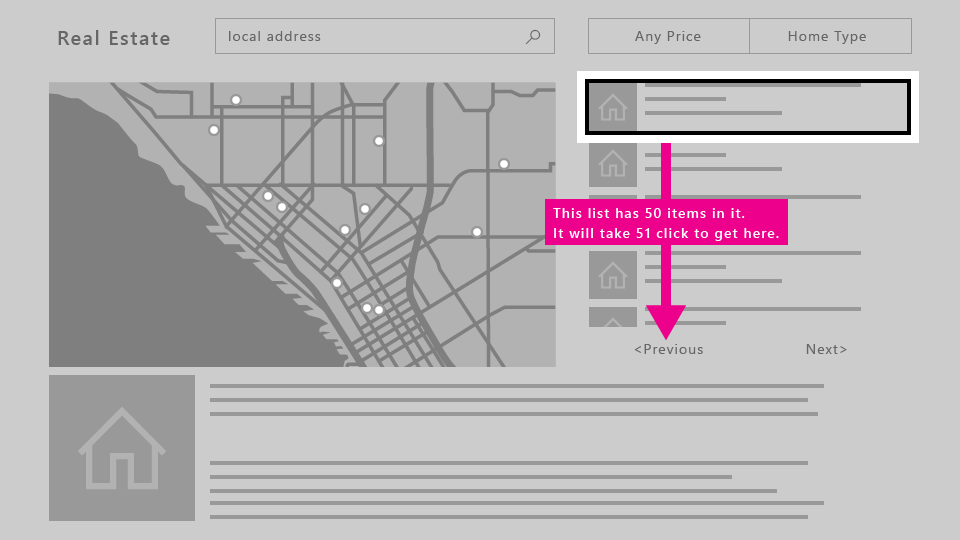 Real Estate
local address
Any Price
Home Type
This list has 50 items in it.
It will take 51 click to get here.
<Previous
Next>